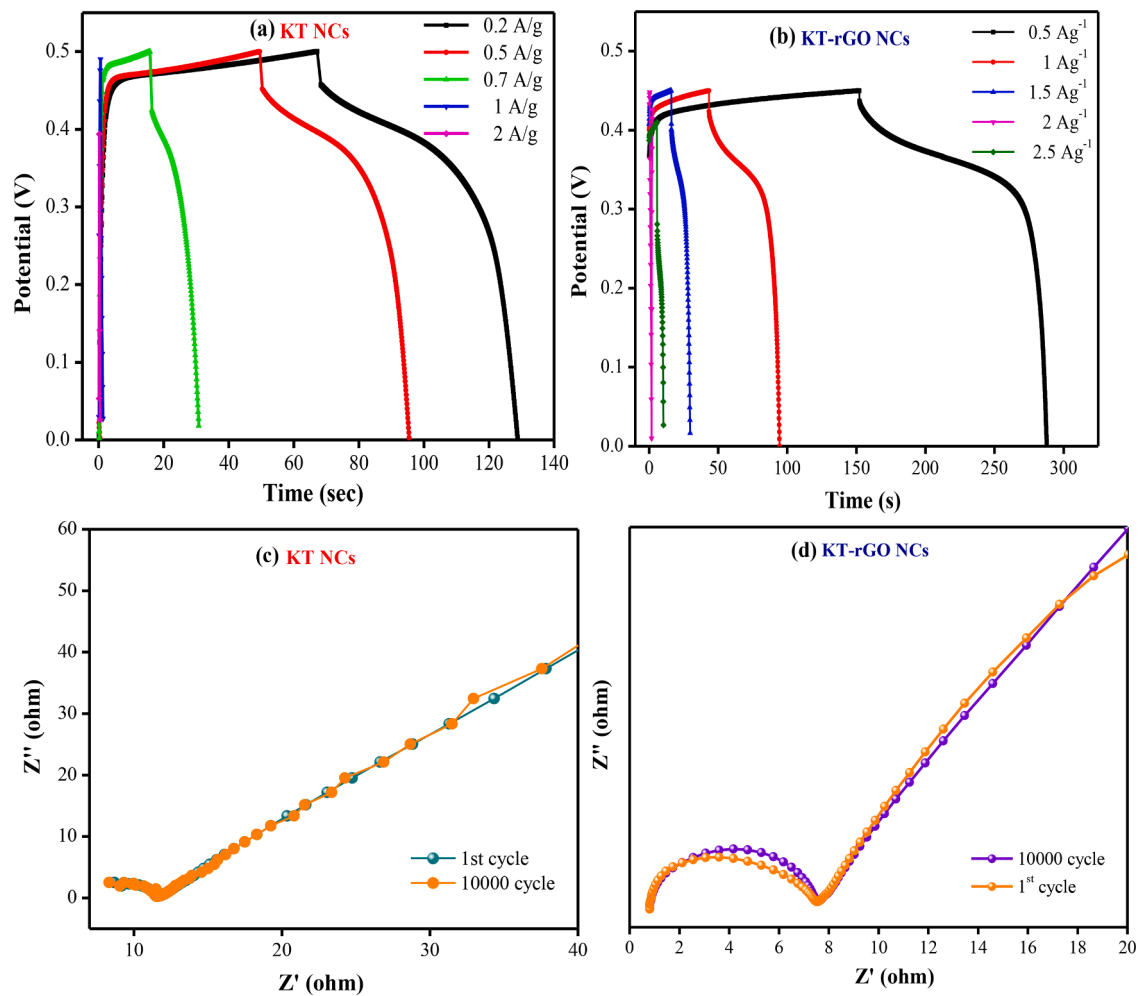 (a) KT NCs
0.2 A/g
0.5 A/g
0.7 A/g
1 A/g
2 A/g
0.5
0.4
0.3
0.2
0.1
0.0
Potential (V)
0 20 40 60 80 100 120 140
Time (sec)
(b) KT-rGO NCs
0.5 Ag⁻¹
1 Ag⁻¹
1.5 Ag⁻¹
2 Ag⁻¹
2.5 Ag⁻¹
0.5
0.4
0.3
0.2
0.1
0.0
Potential (V)
0 50 100 150 200 250 300
Time (s)
(c) KT NCs
60
50
40
30
20
10
0
Z'' (ohm)
1st cycle
10000 cycle
10 20 30 40
Z' (ohm)
(d) KT-rGO NCs
Z'' (ohm)
10000 cycle
1ˢᵗ cycle
0 2 4 6 8 10 12 14 16 18 20
Z' (ohm)